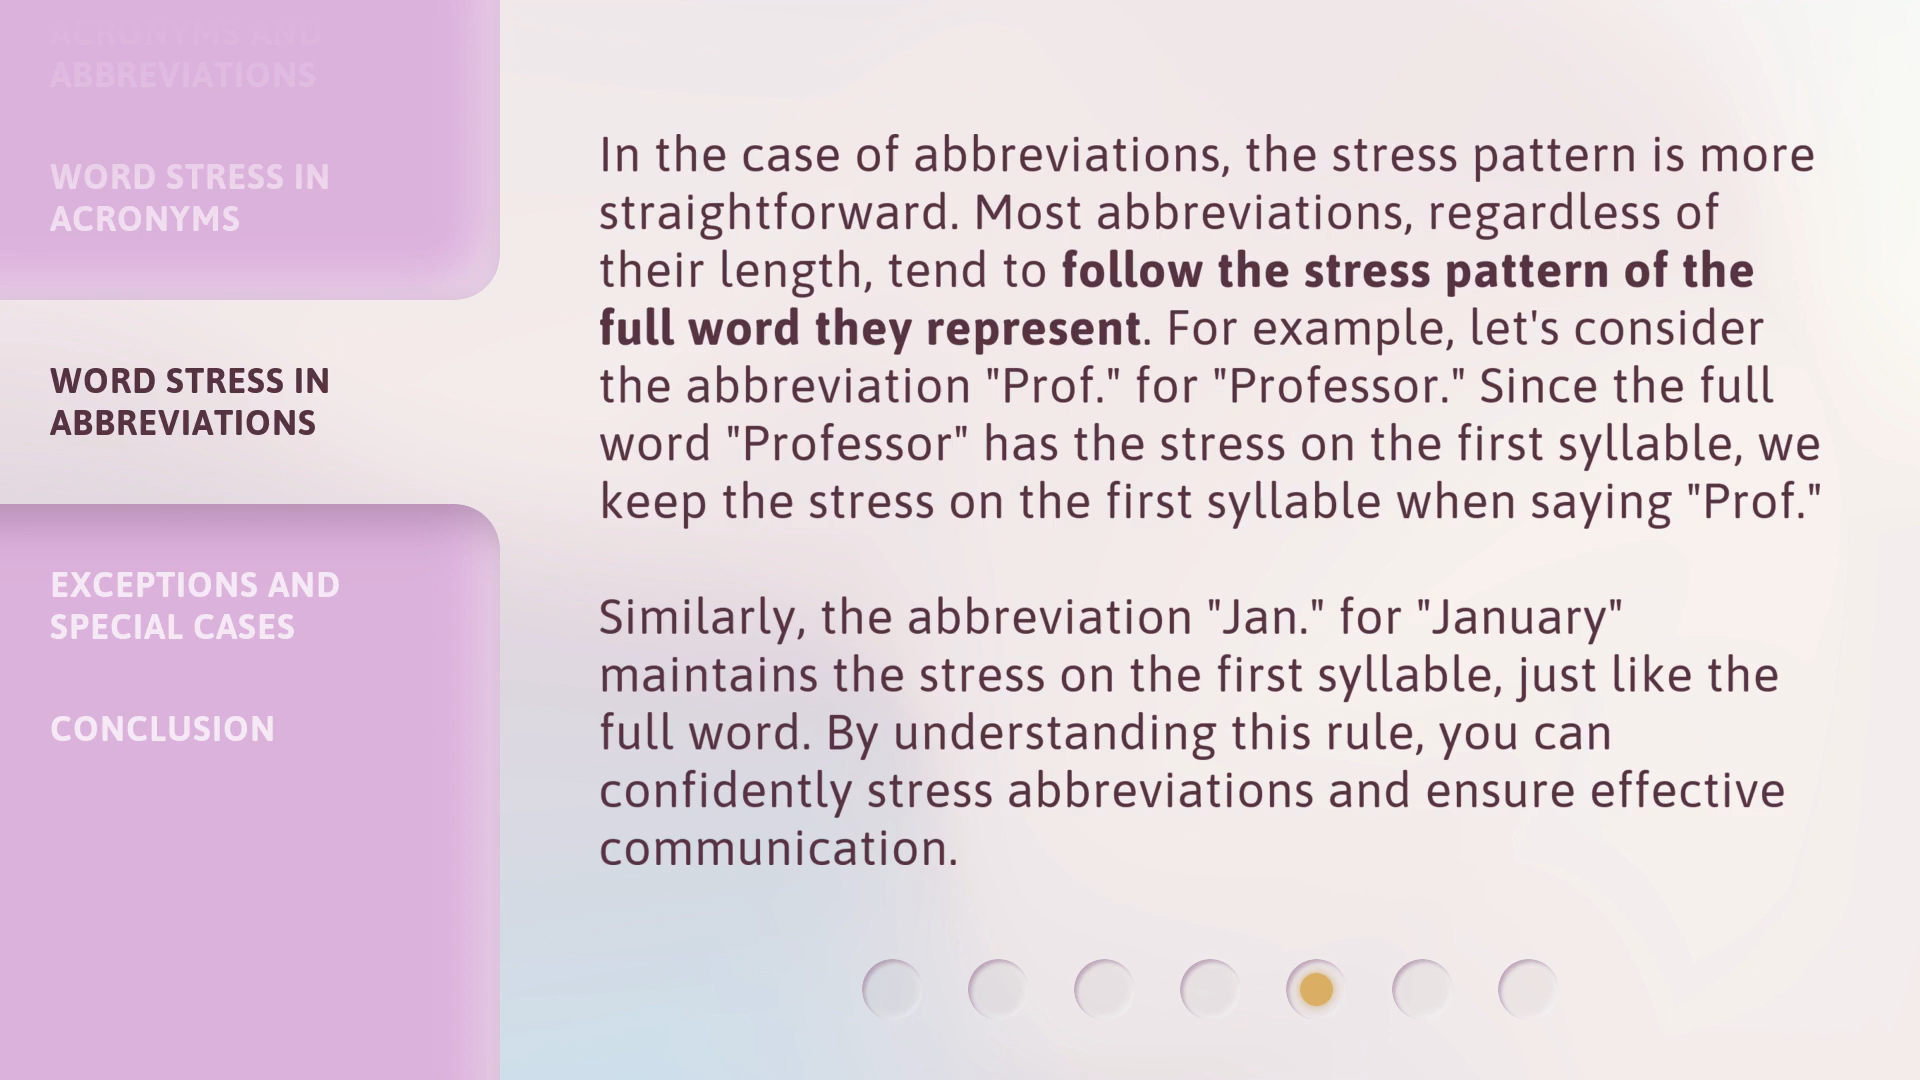 ACRONYMS AND
ABBREVIATIONS
WORD STRESS IN
ACRONYMS
WORD STRESS IN
ABBREVIATIONS
EXCEPTIONS AND
SPECIAL CASES
CONCLUSION
In the case of abbreviations, the stress pattern is more
straightforward. Most abbreviations, regardless of
their length, tend to follow the stress pattern of the
full word they represent. For example, let's consider
the abbreviation "Prof." for "Professor." Since the full
word "Professor" has the stress on the first syllable, we
keep the stress on the first syllable when saying "Prof."
Similarly, the abbreviation "Jan." for "January"
maintains the stress on the first syllable, just like the
full word. By understanding this rule, you can
confidently stress abbreviations and ensure effective
communication.